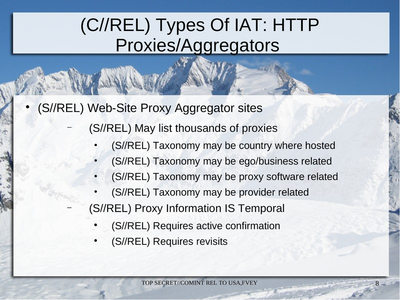 (C//REL) Types Of IAT: HTTP
Proxies/Aggregators
• (S//REL) Web-Site Proxy Aggregator sites
– (S//REL) May list thousands of proxies
• (S//REL) Taxonomy may be country where hosted
• (S//REL) Taxonomy may be ego/business related
• (S//REL) Taxonomy may be proxy software related
• (S//REL) Taxonomy may be provider related
– (S//REL) Proxy Information IS Temporal
• (S//REL) Requires active confirmation
• (S//REL) Requires revisits
TOP SECRET//COMINT REL TO USA,FVEY
8